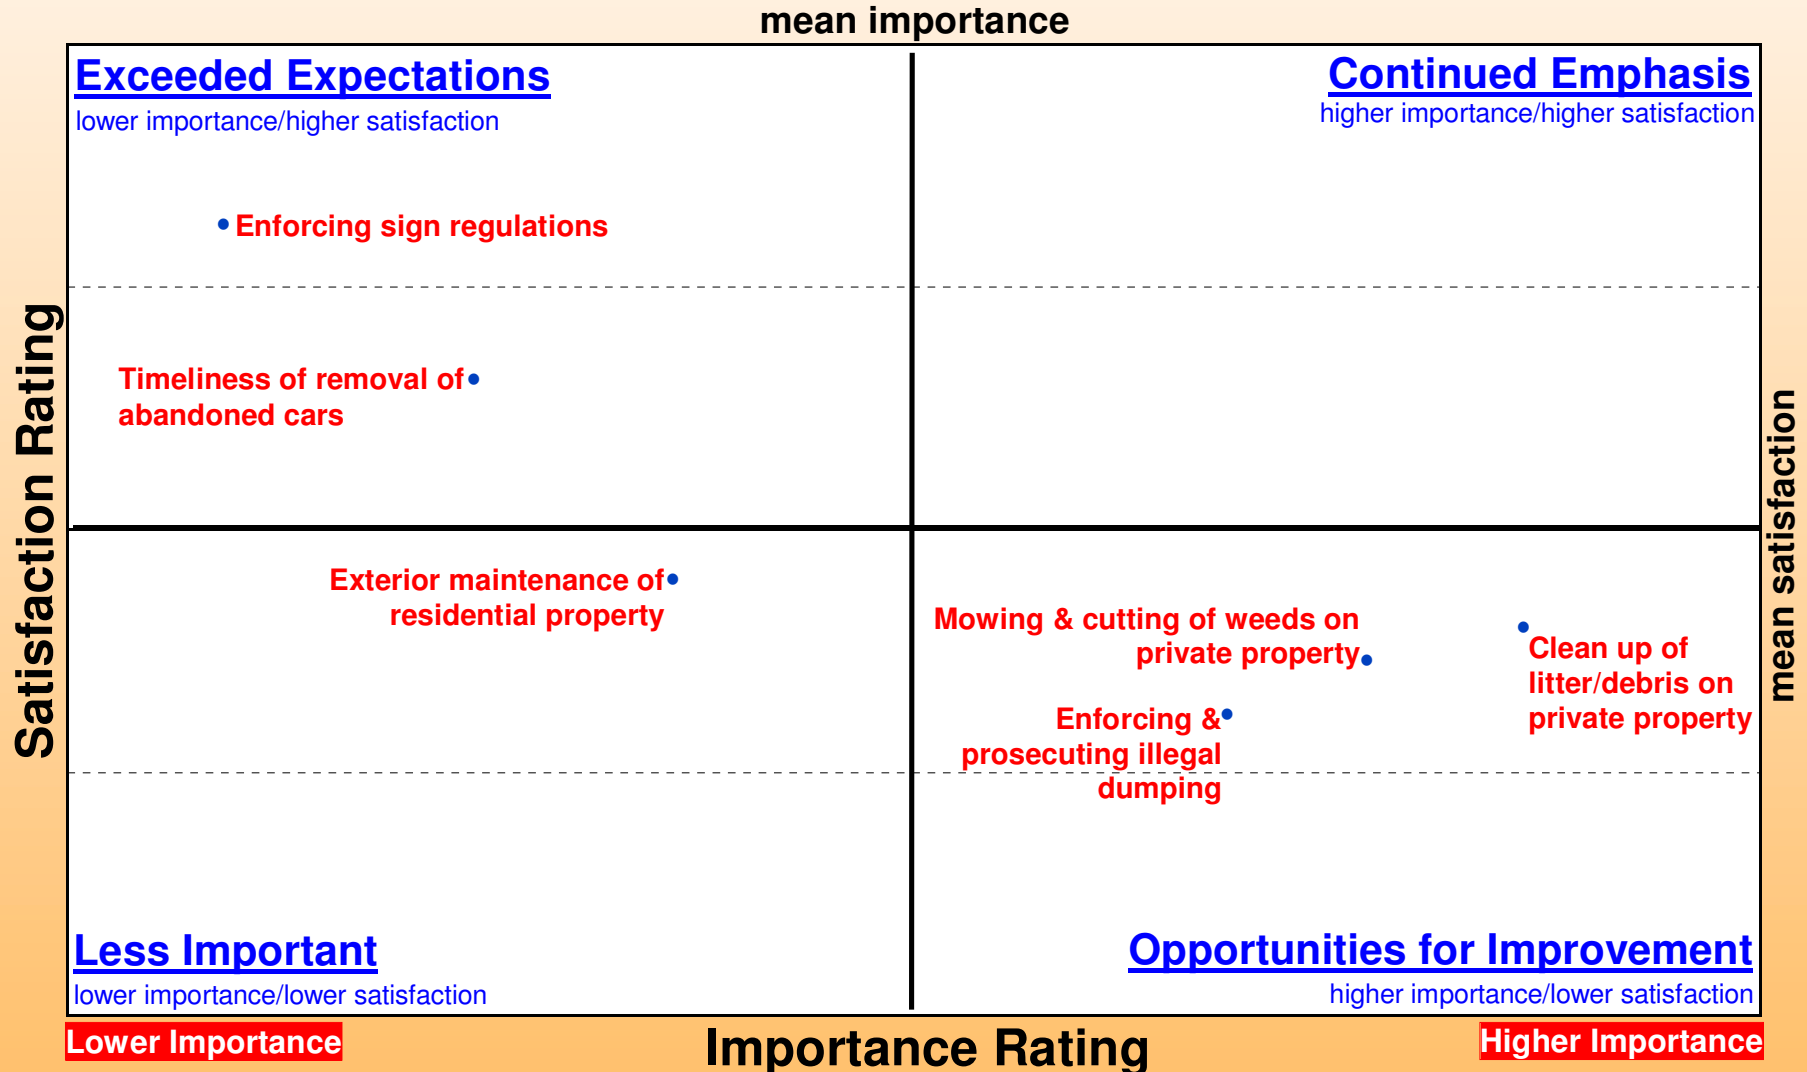 mean importance
Exceeded Expectations
lower importance/higher satisfaction
Continued Emphasis
higher importance/higher satisfaction
Enforcing sign regulations
Timeliness of removal of
abandoned cars
Satisfaction Rating
mean satisfaction
Exterior maintenance of
residential property
Mowing & cutting of weeds on
private property
Clean up of
litter/debris on
private property
Enforcing &
prosecuting illegal
dumping
Less Important
lower importance/lower satisfaction
Opportunities for Improvement
higher importance/lower satisfaction
Lower Importance
Importance Rating
Higher Importance